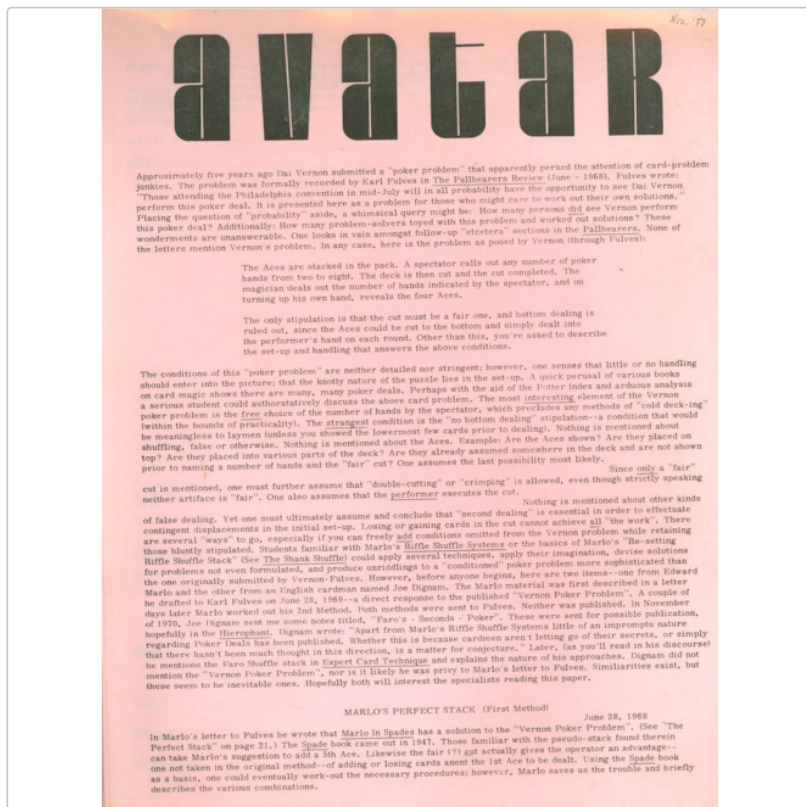 Nov. '72
avatar
Approximately five years ago Dai Vernon submitted a "poker problem" that apparently perked the attention of card-problem
junkies. The problem was formally recorded by Karl Fulves in The Pallbearers Review (June - 1968). Fulves wrote:
"Those attending the Philadelphia convention in mid-July will in all probability have the opportunity to see Dai Vernon
perform this poker deal. It is presented here as a problem for those who might care to work out their own solutions."
Placing the question of "probability" aside, a whimsical query might be: How many persons did see Vernon perform
this poker deal? Additionally: How many problem-solvers toyed with this problem and worked out solutions? These
wonderments are unanswerable. One looks in vain amongst follow-up "etcetera" sections in the Pallbearers. None of
the letters mention Vernon's problem. In any case, here is the problem as posed by Vernon (through Fulves):
The Aces are stacked in the pack. A spectator calls out any number of poker
hands from two to eight. The deck is then cut and the cut completed. The
magician deals out the number of hands indicated by the spectator, and on
turning up his own hand, reveals the four Aces.
The only stipulation is that the cut must be a fair one, and bottom dealing is
ruled out, since the Aces could be cut to the bottom and simply dealt into
the performer's hand on each round. Other than this, you're asked to describe
the set-up and handling that answers the above conditions.
The conditions of this "poker problem" are neither detailed nor stringent; however, one senses that little or no handling
should enter into the picture; that the knotty nature of the puzzle lies in the set-up. A quick perusal of various books
on card magic shows there are many, many poker deals. Perhaps with the aid of the Potter Index and arduous analysis
a serious student could authoratatively discuss the above card problem. The most interesting element of the Vernon
poker problem is the free choice of the number of hands by the spectator, which precludes any methods of "cold deck-ing"
(within the bounds of practicality). The strangest condition is the "no bottom dealing" stipulation--a condition that would
be meaningless to laymen (unless you showed the lowermost few cards prior to dealing). Nothing is mentioned about
shuffling, false or otherwise. Nothing is mentioned about the Aces. Example: Are the Aces shown? Are they placed on
top? Are they placed into various parts of the deck? Are they already assumed somewhere in the deck and are not shown
prior to naming a number of hands and the "fair" cut? One assumes the last possibility most likely.
Since only a "fair"
cut is mentioned, one must further assume that "double-cutting" or "crimping" is allowed, even though strictly speaking
neither artiface is "fair". One also assumes that the performer executes the cut.
Nothing is mentioned about other kinds
of false dealing. Yet one must ultimately assume and conclude that "second dealing" is essential in order to effectuate
contingent displacements in the initial set-up. Losing or gaining cards in the cut cannot achieve all "the work". There
are several "ways" to go, especially if you can freely add conditions omitted from the Vernon problem while retaining
those bluntly stipulated. Students familiar with Marlo's Riffle Shuffle Systems or the basics of Marlo's "Re-setting
Riffle Shuffle Stack" (See The Shank Shuffle) could apply several techniques, apply their imagination, devise solutions
for problems not even formulated, and produce unriddlings to a "conditioned" poker problem more sophisticated than
the one originally submitted by Vernon-Fulves. However, before anyone begins, here are two items--one from Edward
Marlo and the other from an English cardman named Joe Dignam. The Marlo material was first described in a letter
he drafted to Karl Fulves on June 28, 1969--a direct response to the published "Vernon Poker Problem". A couple of
days later Marlo worked out his 2nd Method. Both methods were sent to Fulves. Neither was published. In November
of 1970, Joe Dignam sent me some notes titled, "Faro's - Seconds - Poker". These were sent for possible publication,
hopefully in the Hierophant. Dignam wrote: "Apart from Marlo's Riffle Shuffle Systems little of an impromptu nature
regarding Poker Deals has been published. Whether this is because cardmen aren't letting go of their secrets, or simply
that there hasn't been much thought in this direction, is a matter for conjecture." Later, (as you'll read in his discourse)
he mentions the Faro Shuffle stack in Expert Card Technique and explains the nature of his approaches. Dignam did not
mention the "Vernon Poker Problem", nor is it likely he was privy to Marlo's letter to Fulves. Similiarities exist, but
these seem to be inevitable ones. Hopefully both will interest the specialists reading this paper.
MARLO'S PERFECT STACK (First Method)
June 28, 1968
In Marlo's letter to Fulves he wrote that Marlo In Spades has a solution to the "Vernon Poker Problem". (See "The
Perfect Stack" on page 21.) The Spade book came out in 1947. Those familiar with the pseudo-stack found therein
can take Marlo's suggestion to add a 5th Ace. Likewise the fair (?) cut actually gives the operator an advantage--
one not taken in the original method--of adding or losing cards anent the 1st Ace to be dealt. Using the Spade book
as a basis, one could eventually work-out the necessary procedures; however, Marlo saves us the trouble and briefly
describes the various combinations.